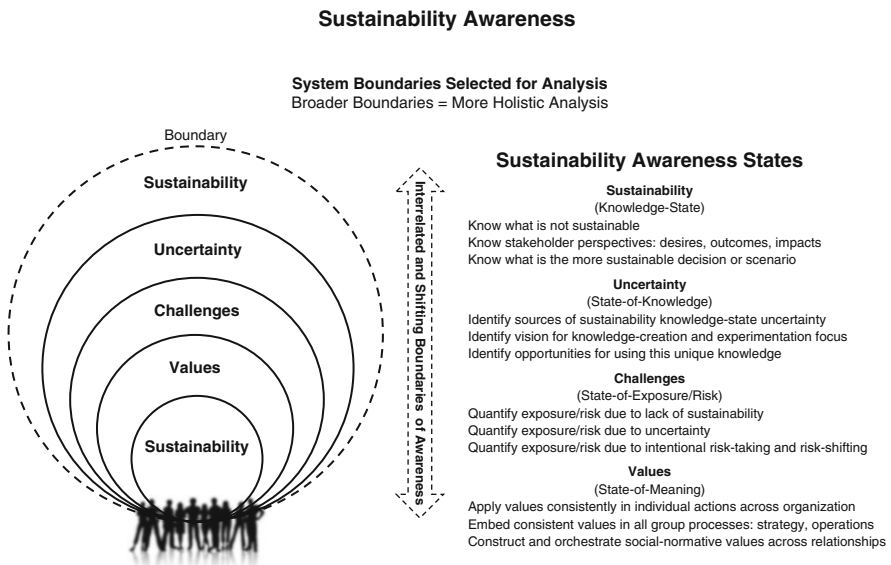 Sustainability Awareness
System Boundaries Selected for Analysis
Broader Boundaries = More Holistic Analysis
Boundary
Sustainability
Uncertainty
Challenges
Values
Sustainability
Interrelated and Shifting Boundaries of Awareness
Sustainability Awareness States
Sustainability
(Knowledge-State)
Know what is not sustainable
Know stakeholder perspectives: desires, outcomes, impacts
Know what is the more sustainable decision or scenario
Uncertainty
(State-of-Knowledge)
Identify sources of sustainability knowledge-state uncertainty
Identify vision for knowledge-creation and experimentation focus
Identify opportunities for using this unique knowledge
Challenges
(State-of-Exposure/Risk)
Quantify exposure/risk due to lack of sustainability
Quantify exposure/risk due to uncertainty
Quantify exposure/risk due to intentional risk-taking and risk-shifting
Values
(State-of-Meaning)
Apply values consistently in individual actions across organization
Embed consistent values in all group processes: strategy, operations
Construct and orchestrate social-normative values across relationships